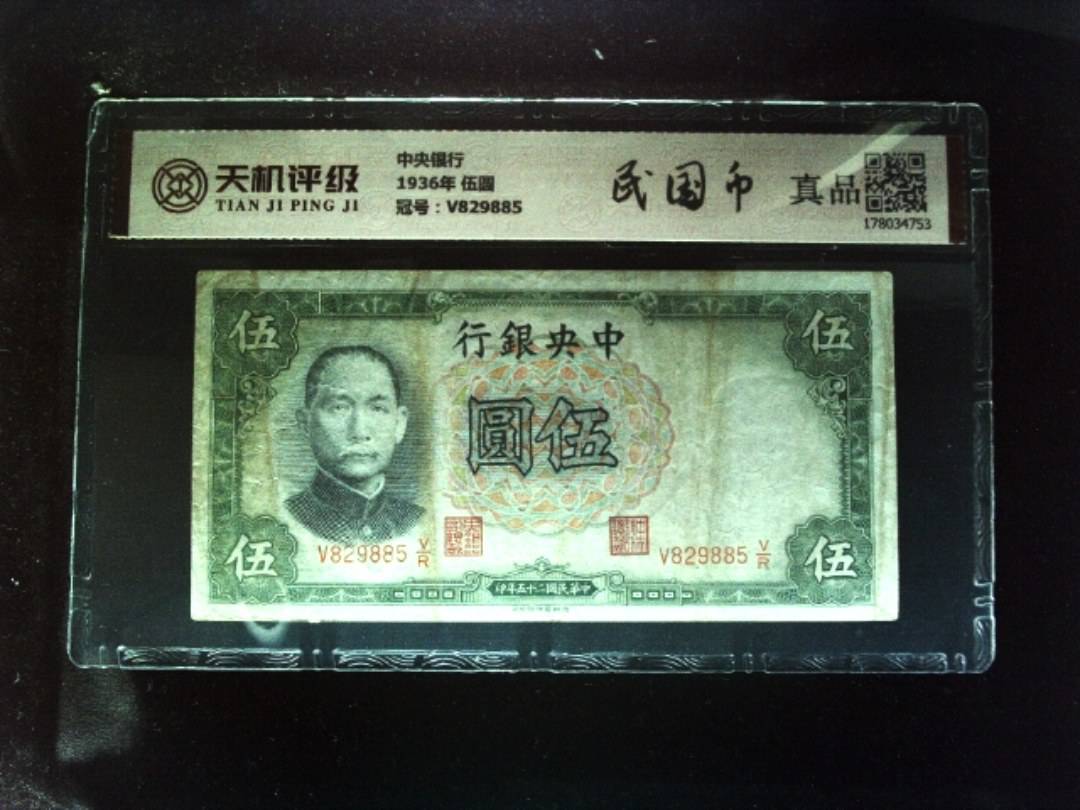 天机评级
TIAN JI PING JI
中央银行
1936年 伍圆
冠号：V829885
民国币
真品
178034753
伍
中央銀行
伍
伍圓
V829885 V/R
V829885 V/R
伍
中華民國二十五年印
伍